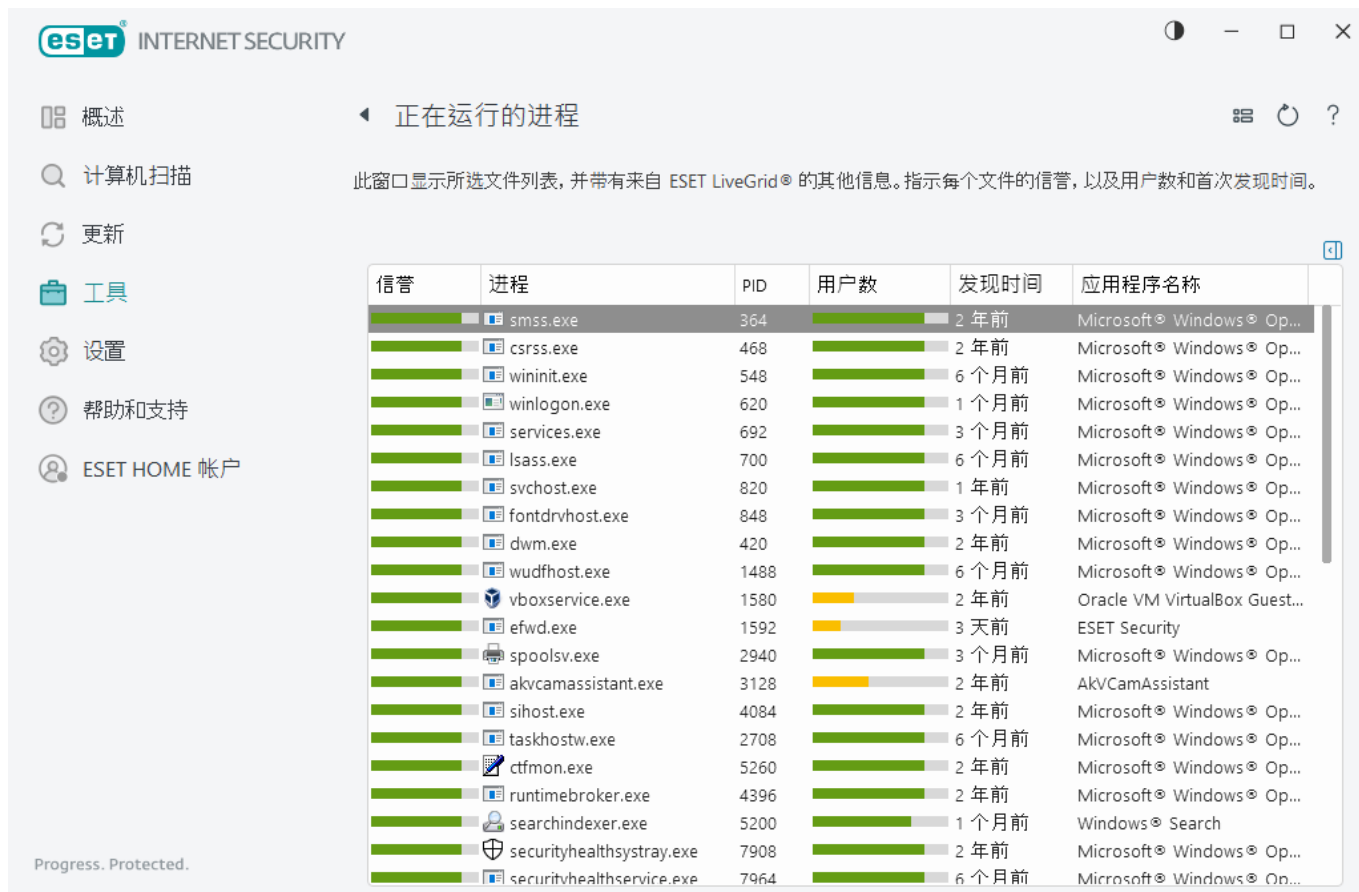 eset® INTERNET SECURITY
概述
计算机扫描
更新
工具
设置
帮助和支持
ESET HOME 帐户
Progress. Protected.
正在运行的进程
?
此窗口显示所选文件列表，并带有来自 ESET LiveGrid® 的其他信息。指示每个文件的信誉，以及用户数和首次发现时间。
信誉 进程 PID 用户数 发现时间 应用程序名称
smss.exe 364 2 年前 Microsoft® Windows® Op...
csrss.exe 468 2 年前 Microsoft® Windows® Op...
wininit.exe 548 6 个月前 Microsoft® Windows® Op...
winlogon.exe 620 1 个月前 Microsoft® Windows® Op...
services.exe 692 3 个月前 Microsoft® Windows® Op...
lsass.exe 700 6 个月前 Microsoft® Windows® Op...
svchost.exe 820 1 年前 Microsoft® Windows® Op...
fontdrvhost.exe 848 3 个月前 Microsoft® Windows® Op...
dwm.exe 420 2 年前 Microsoft® Windows® Op...
wudfhost.exe 1488 6 个月前 Microsoft® Windows® Op...
vboxservice.exe 1580 2 年前 Oracle VM VirtualBox Guest...
efwd.exe 1592 3 天前 ESET Security
spoolsv.exe 2940 3 个月前 Microsoft® Windows® Op...
akvcamassistant.exe 3128 2 年前 AkVCamAssistant
sihost.exe 4084 2 年前 Microsoft® Windows® Op...
taskhostw.exe 2708 6 个月前 Microsoft® Windows® Op...
ctfmon.exe 5260 2 年前 Microsoft® Windows® Op...
runtimebroker.exe 4396 2 年前 Microsoft® Windows® Op...
searchindexer.exe 5200 1 个月前 Windows® Search
securityhealthsystray.exe 7908 2 年前 Microsoft® Windows® Op...
securityhealthservice.exe 7964 6 个月前 Microsoft® Windows® Op...